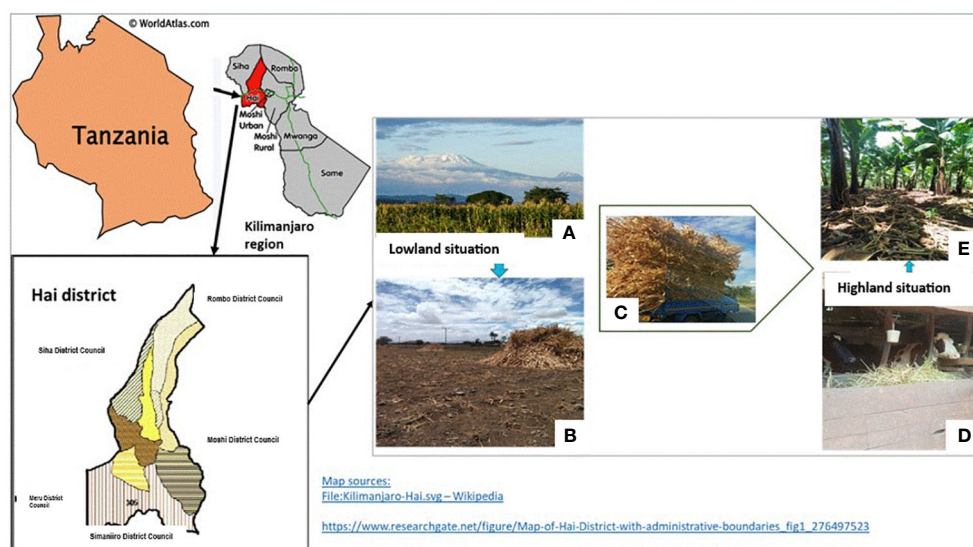 © WorldAtlas.com
Tanzania
Siha
Rombo
Hai
Moshi
Urban
Moshi
Rural
Mwanga
Same
Kilimanjaro
region
A
Lowland situation
B
C
E
Highland situation
D
Hai district
Rombo District Council
Siha District Council
Moshi District Council
Meru District
Council
305
Simaniiro District Council
Map sources:
File:Kilimanjaro-Hai.svg – Wikipedia
https://www.researchgate.net/figure/Map-of-Hai-District-with-administrative-boundaries_fig1_276497523